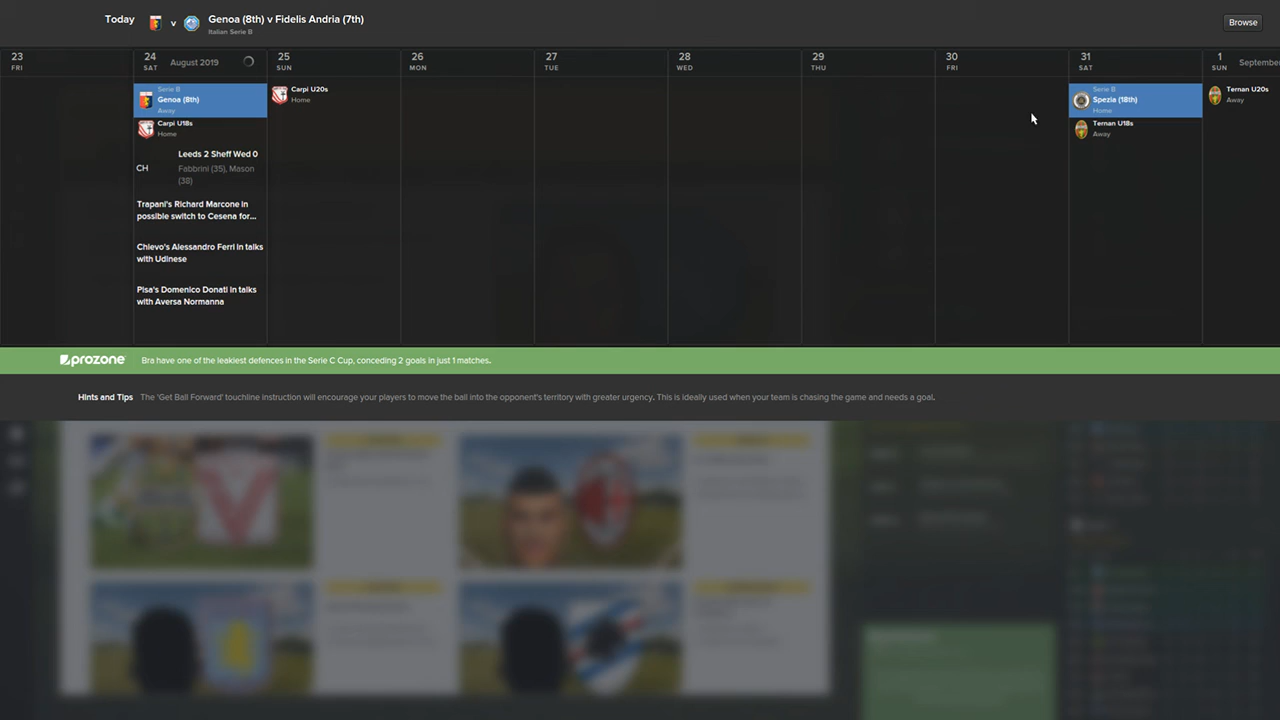 Today
v
Genoa (8th) v Fidelis Andria (7th)
Italian Serie B
Browse
23
FRI
24
SAT
August 2019
25
SUN
26
MON
27
TUE
28
WED
29
THU
30
FRI
31
SAT
1
SUN
Septembe
Serie B
Genoa (8th)
Away
Carpi U18s
Home
CH
Leeds 2 Sheff Wed 0
Fabbrini (35), Mason
(38)
Trapani's Richard Marcone in
possible switch to Cesena for...
Chievo's Alessandro Ferri in talks
with Udinese
Pisa's Domenico Donati in talks
with Aversa Normanna
Carpi U20s
Home
Serie B
Spezia (18th)
Home
Ternan U18s
Away
Ternan U20s
Away
prozone
Bra have one of the leakiest defences in the Serie C Cup, conceding 2 goals in just 1 matches.
Hints and Tips
The 'Get Ball Forward' touchline instruction will encourage your players to move the ball into the opponent's territory with greater urgency. This is ideally used when your team is chasing the game and needs a goal.